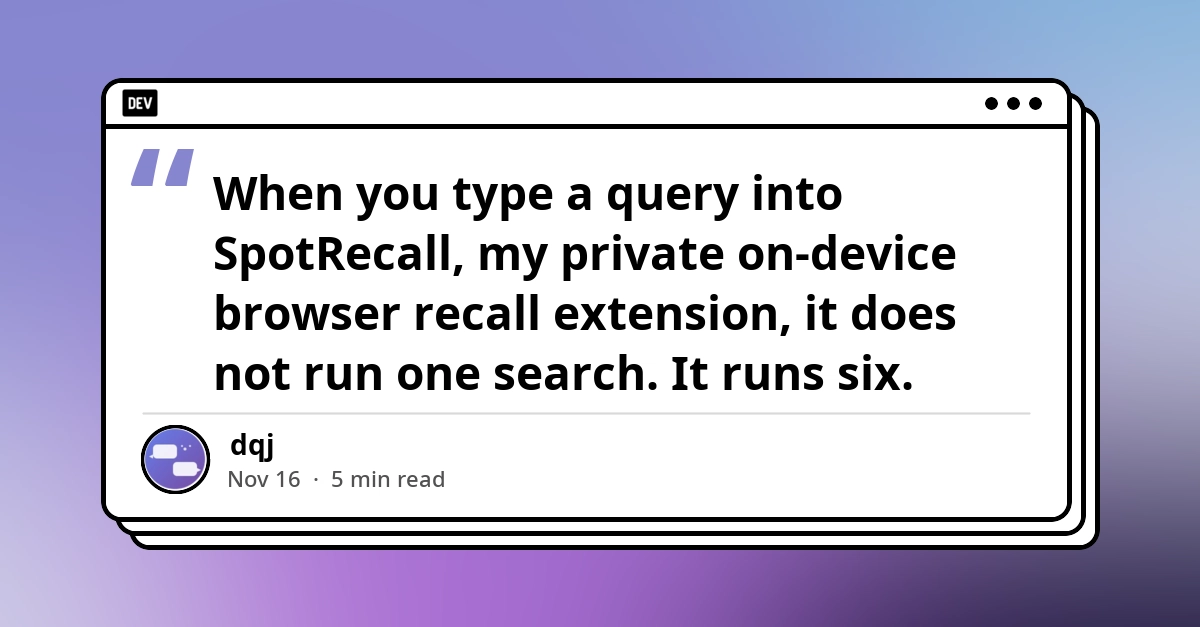 DEV
“
When you type a query into
SpotRecall, my private on-device
browser recall extension, it does
not run one search. It runs six.
dqj
Nov 16 · 5 min read